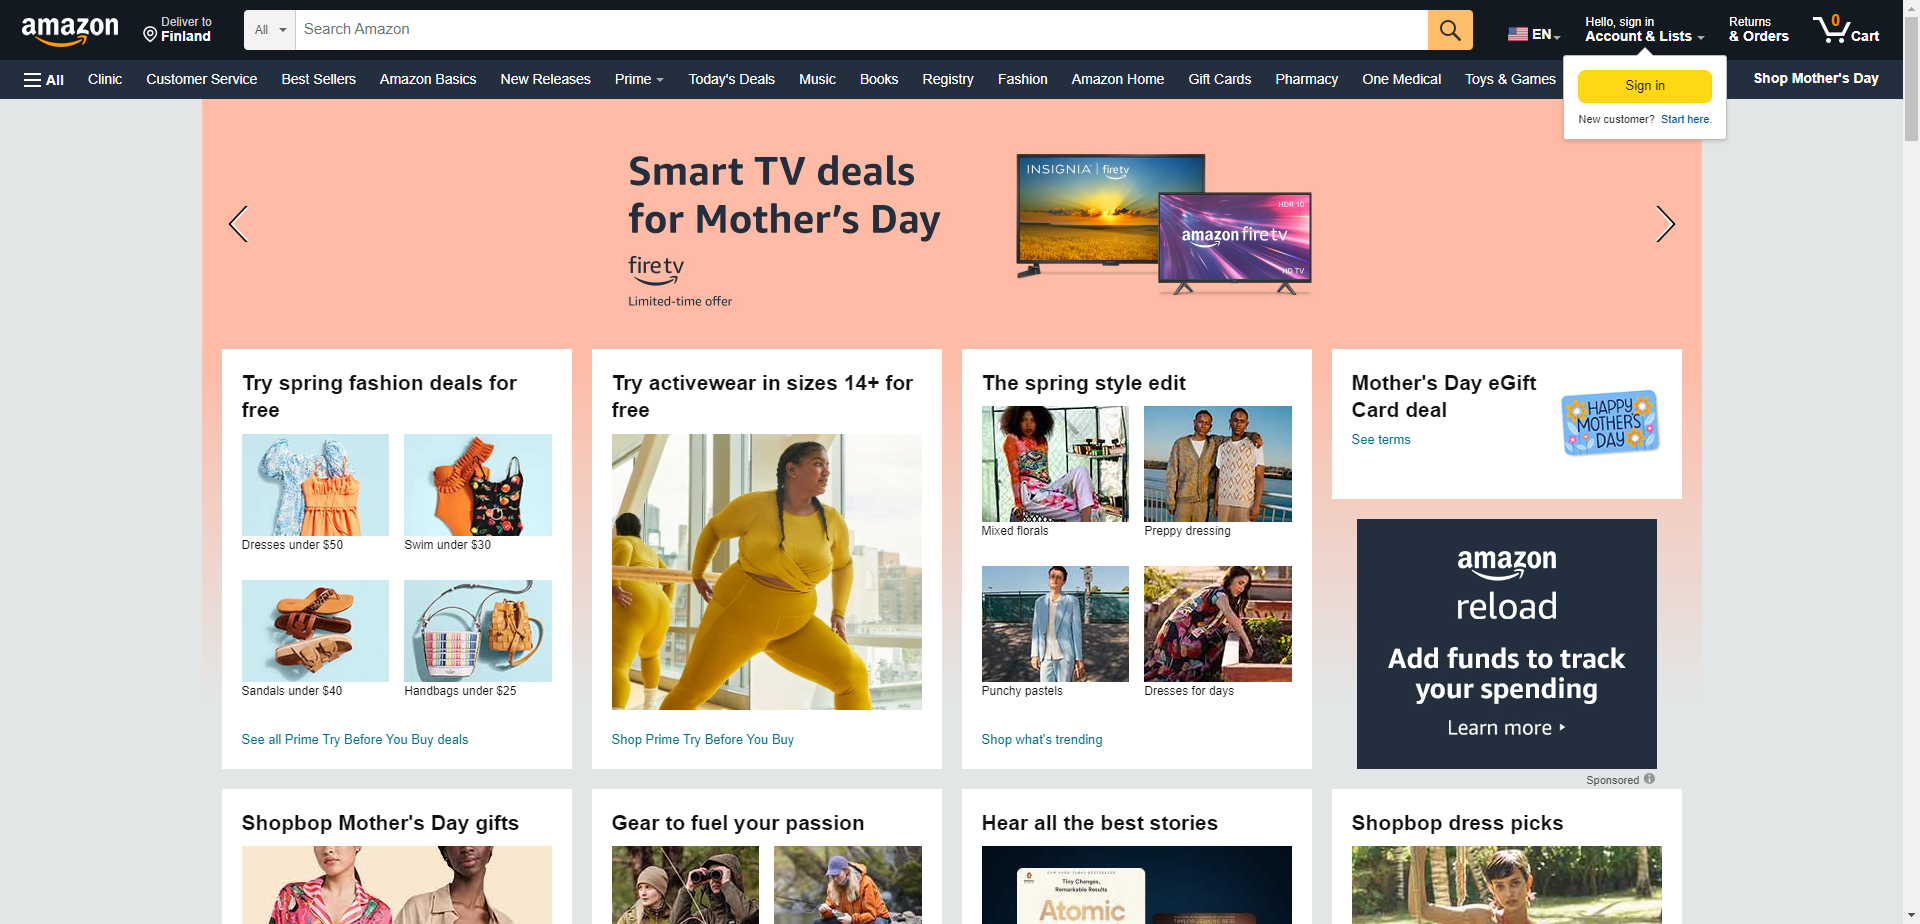 amazon
Deliver to
Finland
All
Search Amazon
EN
Hello, sign in
Account & Lists
Returns
& Orders
0
Cart
All
Clinic
Customer Service
Best Sellers
Amazon Basics
New Releases
Prime
Today's Deals
Music
Books
Registry
Fashion
Amazon Home
Gift Cards
Pharmacy
One Medical
Toys & Games
Shop Mother's Day
Sign in
New customer? Start here.
Smart TV deals
for Mother's Day
fire tv
Limited-time offer
INSIGNIA | fire tv
HDR 10
amazon fire tv
HD TV
Try spring fashion deals for
free
Dresses under $50
Swim under $30
Sandals under $40
Handbags under $25
See all Prime Try Before You Buy deals
Try activewear in sizes 14+ for
free
Shop Prime Try Before You Buy
The spring style edit
Mixed florals
Preppy dressing
Punchy pastels
Dresses for days
Shop what's trending
Mother's Day eGift
Card deal
See terms
HAPPY
MOTHER'S
DAY
amazon
reload
Add funds to track
your spending
Learn more
Sponsored
Shopbop Mother's Day gifts
Gear to fuel your passion
Hear all the best stories
Tiny Changes,
Remarkable Results
Atomic
TAYLOR JENKINS REID
Shopbop dress picks